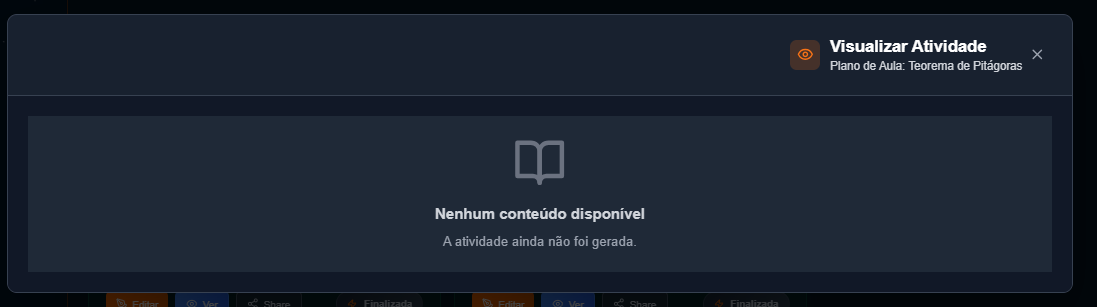 Visualizar Atividade
Plano de Aula: Teorema de Pitágoras
Nenhum conteúdo disponível
A atividade ainda não foi gerada.
Editar Ver Share Finalizada Editar Ver Share Finalizada